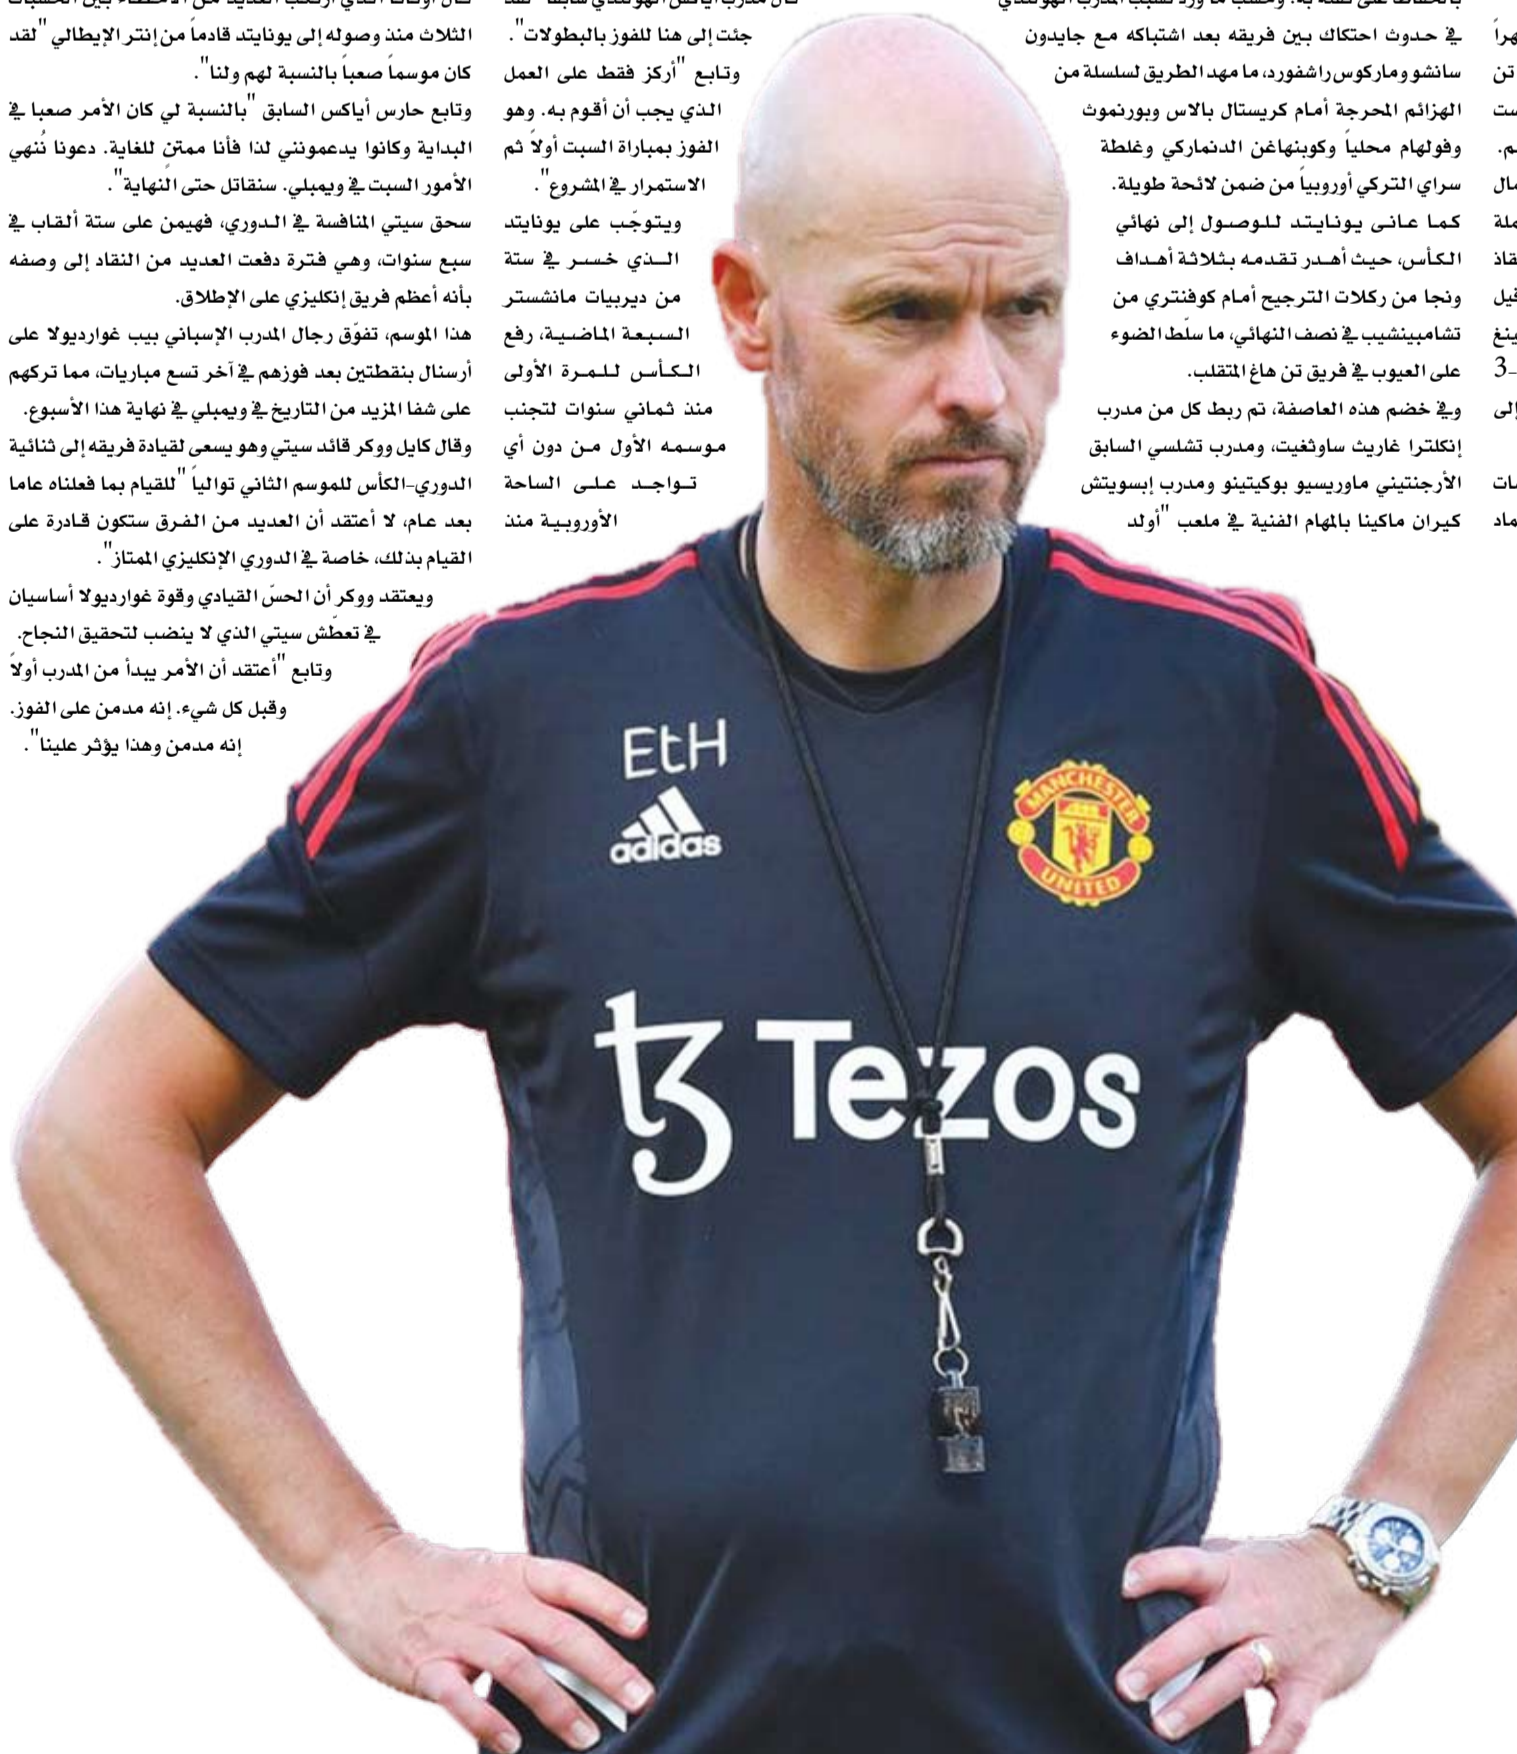 في حدوث احتكاك بين فريقه بعد اشتباكه مع جايدون
سانشو وماركوس راشفورد، ما مهد الطريق لسلسلة من
الهزائم المحرجة أمام كريستال بالاس وبورنموث
وفولهام محلياً وكوبنهاغن الدنماركي وغلطة
سراي التركي أوروبياً من ضمن لائحة طويلة.
كما عانى يونايتد للوصول إلى نهائي
الكأس، حيث أهدر تقدمه بثلاثة أهداف
ونجا من ركلات الترجيح أمام كوفنتري من
تشامبينشيب في نصف النهائي، ما سلّط الضوء
على العيوب في فريق تن هاغ المتقلب.
وفي خضم هذه العاصفة، تم ربط كل من مدرب
إنكلترا غاريث ساوثغيت، ومدرب تشلسي السابق
الأرجنتيني ماوريسيو بوكيتينو ومدرب إبسويتش
كيران ماكينا بالمهام الفنية في ملعب "أولد
جئت إلى هنا للفوز بالبطولات".
وتابع "أركز فقط على العمل
الذي يجب أن أقوم به. وهو
الفوز بمباراة السبت أولاً ثم
الاستمرار في المشروع".
ويتوجّب على يونايتد
الذي خسر في ستة
من ديربيات مانشستر
السبعة الماضية، رفع
الكأس للمرة الأولى
منذ ثماني سنوات لتجنب
موسمه الأول من دون أي
تواجد على الساحة
الأوروبية منذ
الثلاث منذ وصوله إلى يونايتد قادماً من إنتر الإيطالي "لقد
كان موسماً صعباً بالنسبة لهم ولنا".
وتابع حارس أياكس السابق "بالنسبة لي كان الأمر صعبا في
البداية وكانوا يدعمونني لذا فأنا ممتن للغاية. دعونا نُنهي
الأمور السبت في ويمبلي. سنقاتل حتى النهاية".
سحق سيتي المنافسة في الدوري، فهيمن على ستة ألقاب في
سبع سنوات، وهي فترة دفعت العديد من النقاد إلى وصفه
بأنه أعظم فريق إنكليزي على الإطلاق.
هذا الموسم، تفوّق رجال المدرب الإسباني بيب غوارديولا على
أرسنال بنقطتين بعد فوزهم في آخر تسع مباريات، مما تركهم
على شفا المزيد من التاريخ في ويمبلي في نهاية هذا الأسبوع.
وقال كايل ووكر قائد سيتي وهو يسعى لقيادة فريقه إلى ثنائية
الدوري-الكأس للموسم الثاني توالياً "للقيام بما فعلناه عاما
بعد عام، لا أعتقد أن العديد من الفرق ستكون قادرة على
القيام بذلك، خاصة في الدوري الإنكليزي الممتاز".
ويعتقد ووكر أن الحسّ القيادي وقوة غوارديولا أساسيان
في تعطّش سيتي الذي لا ينضب لتحقيق النجاح.
وتابع "أعتقد أن الأمر يبدأ من المدرب أولاً
وقبل كل شيء. إنه مدمن على الفوز.
إنه مدمن وهذا يؤثر علينا".
EtH
adidas
MANCHESTER
UNITED
Tezos